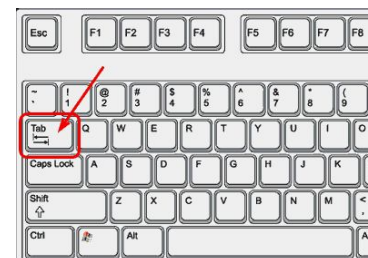 Esc F1 F2 F3 F4 F5 F6 F7 F8
~ ! @ # $ % ^ & * (
` 1 2 3 4 5 6 7 8 9
Tab Q W E R T Y U I O
Caps Lock A S D F G H J K
Shift Z X C V B N M <
Ctrl Alt A